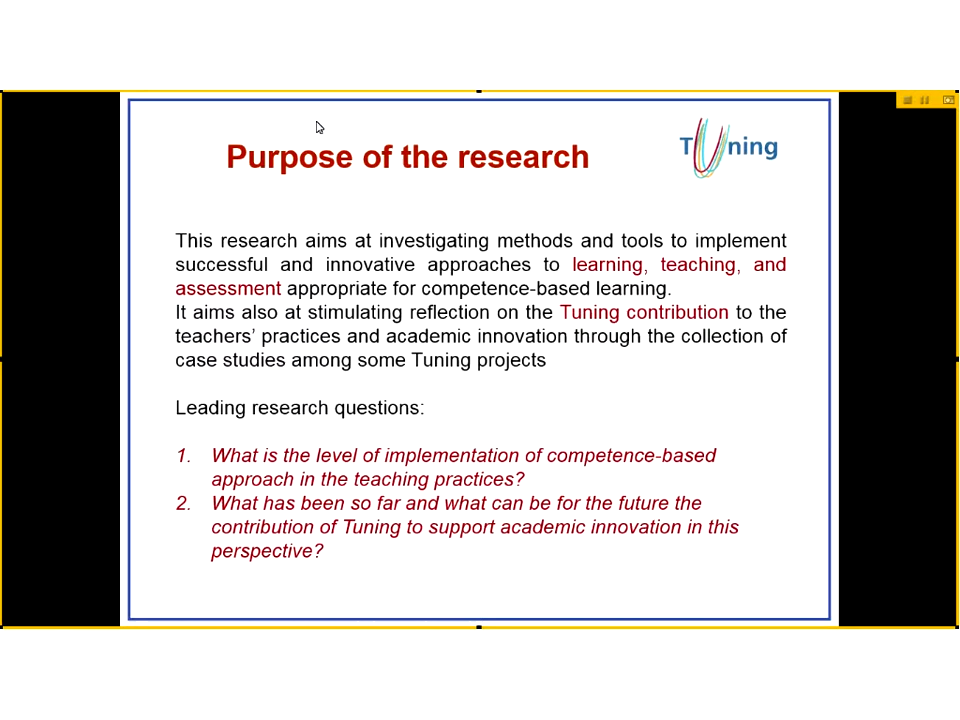 Purpose of the research
Tuning
This research aims at investigating methods and tools to implement
successful and innovative approaches to learning, teaching, and
assessment appropriate for competence-based learning.
It aims also at stimulating reflection on the Tuning contribution to the
teachers' practices and academic innovation through the collection of
case studies among some Tuning projects
Leading research questions:
1. What is the level of implementation of competence-based
approach in the teaching practices?
2. What has been so far and what can be for the future the
contribution of Tuning to support academic innovation in this
perspective?